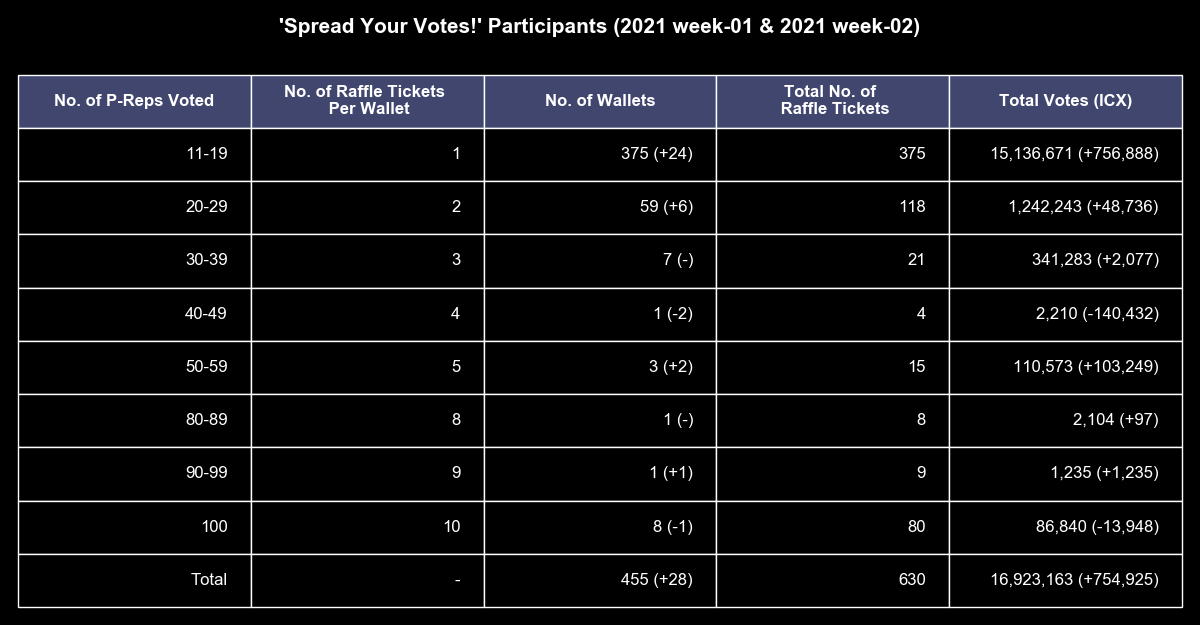 'Spread Your Votes!' Participants (2021 week-01 & 2021 week-02)
No. of P-Reps Voted No. of Raffle Tickets Per Wallet No. of Wallets Total No. of Raffle Tickets Total Votes (ICX)
11-19 1 375 (+24) 375 15,136,671 (+756,888)
20-29 2 59 (+6) 118 1,242,243 (+48,736)
30-39 3 7 (-) 21 341,283 (+2,077)
40-49 4 1 (-2) 4 2,210 (-140,432)
50-59 5 3 (+2) 15 110,573 (+103,249)
80-89 8 1 (-) 8 2,104 (+97)
90-99 9 1 (+1) 9 1,235 (+1,235)
100 10 8 (-1) 80 86,840 (-13,948)
Total - 455 (+28) 630 16,923,163 (+754,925)